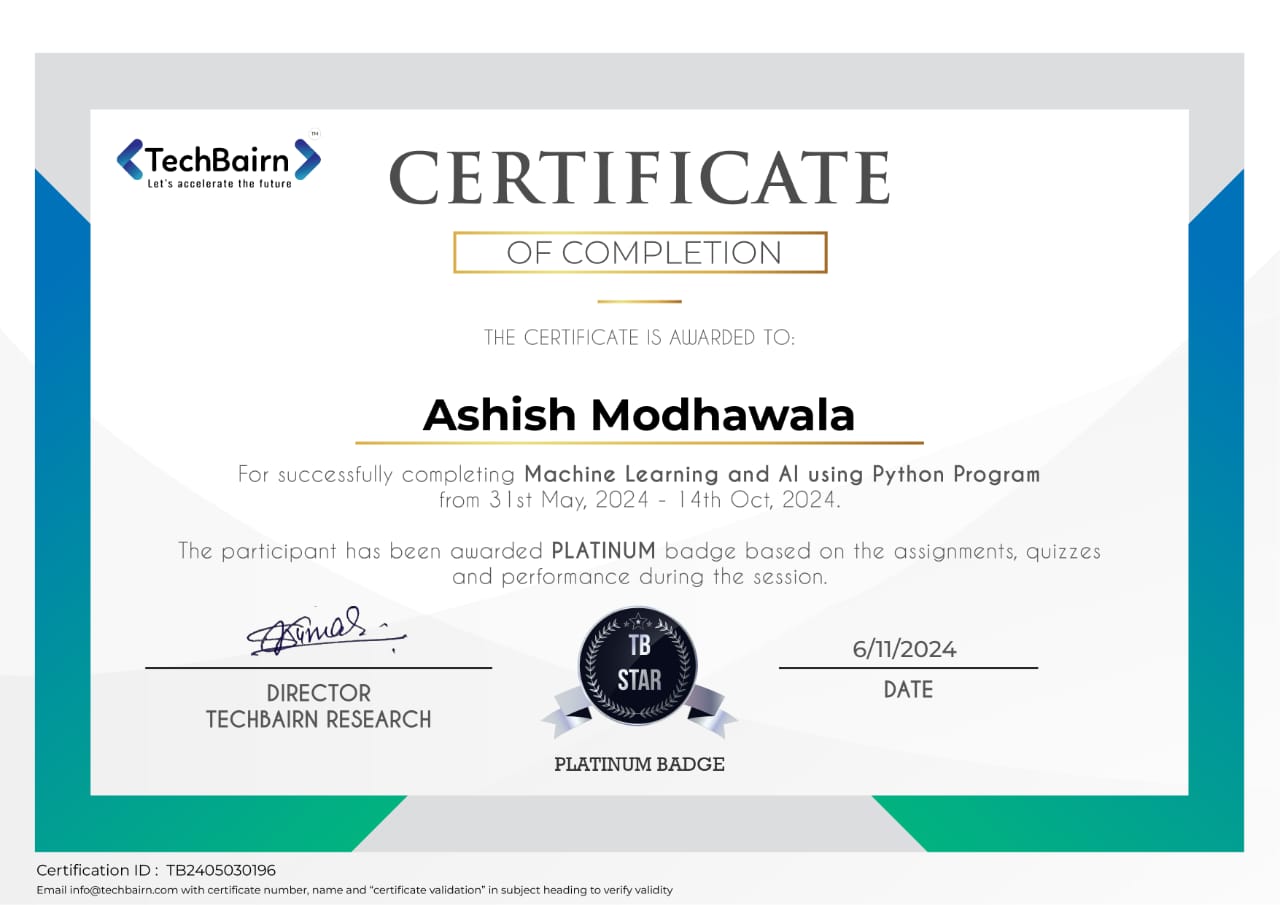 TechBairn TM
Let's accelerate the future
CERTIFICATE
OF COMPLETION
THE CERTIFICATE IS AWARDED TO:
Ashish Modhawala
For successfully completing Machine Learning and AI using Python Program
from 31st May, 2024 - 14th Oct, 2024.
The participant has been awarded PLATINUM badge based on the assignments, quizzes
and performance during the session.
DIRECTOR
TECHBAIRN RESEARCH
TB
STAR
PLATINUM BADGE
6/11/2024
DATE
Certification ID : TB2405030196
Email info@techbairn.com with certificate number, name and “certificate validation” in subject heading to verify validity